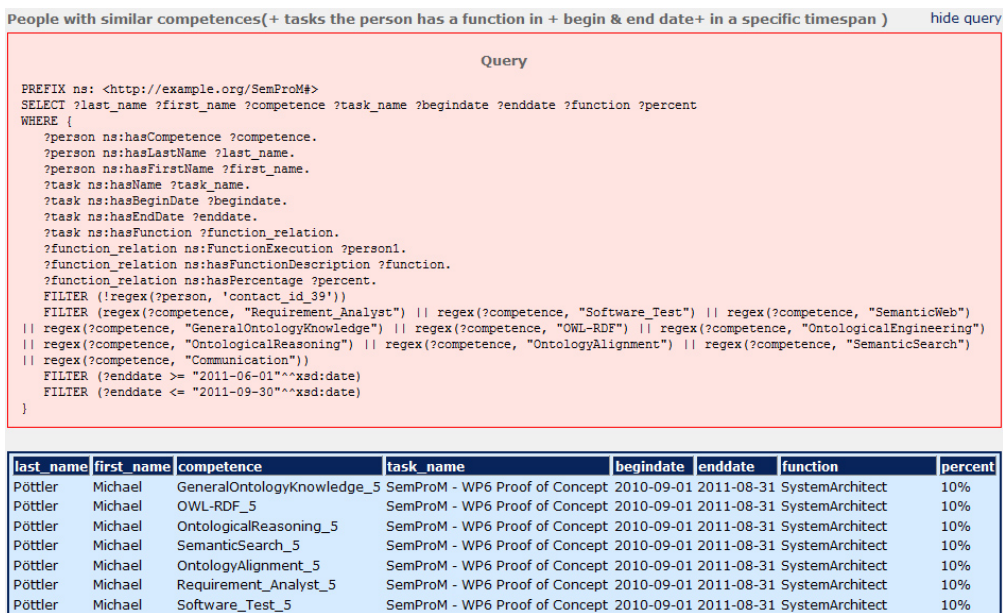 People with similar competences(+ tasks the person has a function in + begin & end date+ in a specific timespan ) hide query
Query
PREFIX ns: <http://example.org/SemProM#>
SELECT ?last_name ?first_name ?competence ?task_name ?begindate ?enddate ?function ?percent
WHERE {
?person ns:hasCompetence ?competence.
?person ns:hasLastName ?last_name.
?person ns:hasFirstName ?first_name.
?task ns:hasName ?task_name.
?task ns:hasBeginDate ?begindate.
?task ns:hasEndDate ?enddate.
?task ns:hasFunction ?function_relation.
?function_relation ns:FunctionExecution ?person1.
?function_relation ns:hasFunctionDescription ?function.
?function_relation ns:hasPercentage ?percent.
FILTER (!regex(?person, 'contact_id_39'))
FILTER (regex(?competence, "Requirement_Analyst") || regex(?competence, "Software_Test") || regex(?competence, "SemanticWeb")
|| regex(?competence, "GeneralOntologyKnowledge") || regex(?competence, "OWL-RDF") || regex(?competence, "OntologicalEngineering")
|| regex(?competence, "OntologicalReasoning") || regex(?competence, "OntologyAlignment") || regex(?competence, "SemanticSearch")
|| regex(?competence, "Communication"))
FILTER (?enddate >= "2011-06-01"^^xsd:date)
FILTER (?enddate <= "2011-09-30"^^xsd:date)
}
last_name first_name competence task_name begindate enddate function percent
Pöttler Michael GeneralOntologyKnowledge_5 SemProM - WP6 Proof of Concept 2010-09-01 2011-08-31 SystemArchitect 10%
Pöttler Michael OWL-RDF_5 SemProM - WP6 Proof of Concept 2010-09-01 2011-08-31 SystemArchitect 10%
Pöttler Michael OntologicalReasoning_5 SemProM - WP6 Proof of Concept 2010-09-01 2011-08-31 SystemArchitect 10%
Pöttler Michael SemanticSearch_5 SemProM - WP6 Proof of Concept 2010-09-01 2011-08-31 SystemArchitect 10%
Pöttler Michael OntologyAlignment_5 SemProM - WP6 Proof of Concept 2010-09-01 2011-08-31 SystemArchitect 10%
Pöttler Michael Requirement_Analyst_5 SemProM - WP6 Proof of Concept 2010-09-01 2011-08-31 SystemArchitect 10%
Pöttler Michael Software_Test_5 SemProM - WP6 Proof of Concept 2010-09-01 2011-08-31 SystemArchitect 10%